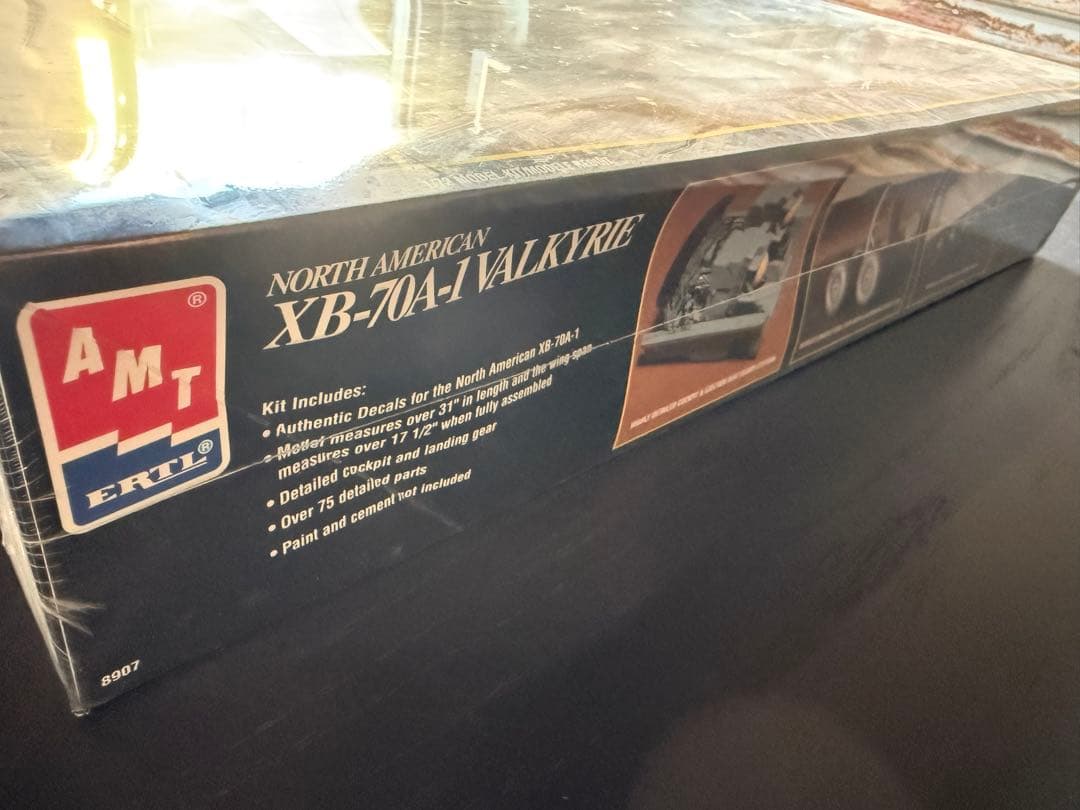 AMT®
ERTL®
NORTH AMERICAN
XB-70A-1 VALKYRIE
Kit Includes:
• Authentic Decals for the North American XB-70A-1
• Model measures over 31" in length and the wing-span
measures over 17 1/2" when fully assembled
• Detailed cockpit and landing gear
• Over 75 detailed parts
• Paint and cement not included
8907